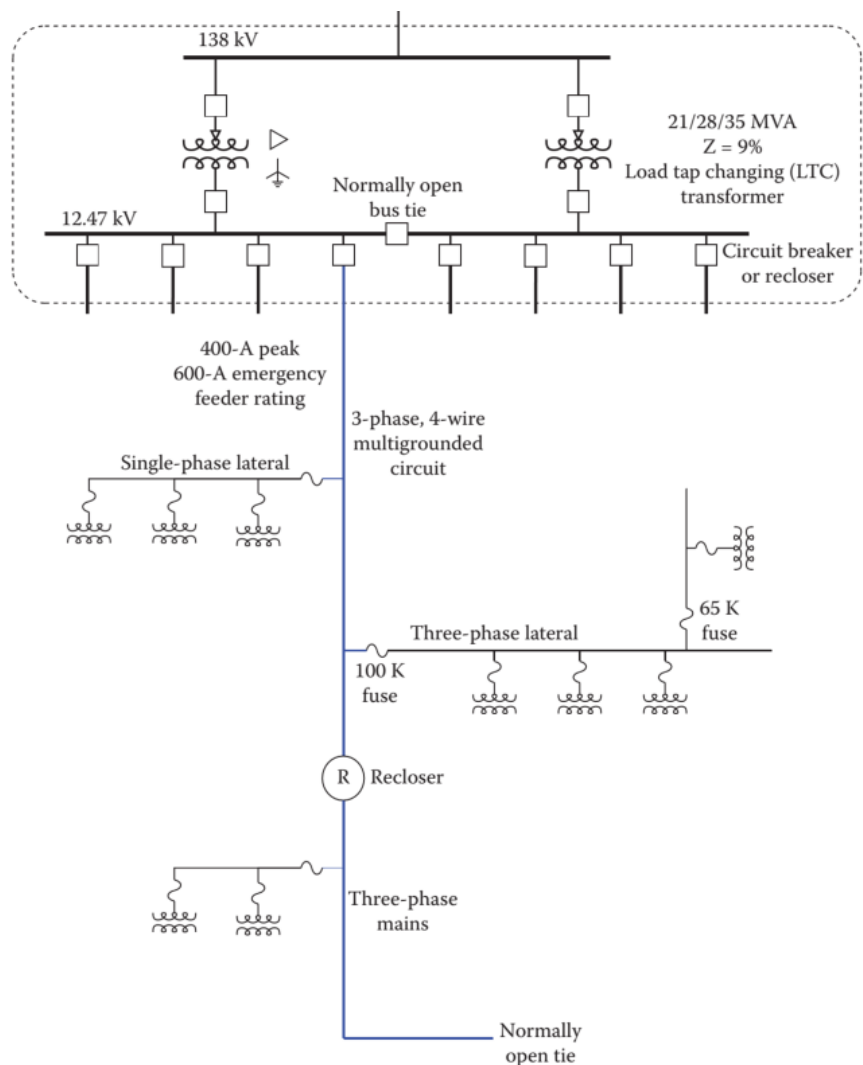 138 kV
21/28/35 MVA
Z = 9%
Load tap changing (LTC)
transformer
Normally open
bus tie
12.47 kV
Circuit breaker
or recloser
400-A peak
600-A emergency
feeder rating
3-phase, 4-wire
multigrounded
circuit
Single-phase lateral
65 K
fuse
Three-phase lateral
100 K
fuse
R
Recloser
Three-phase
mains
Normally
open tie